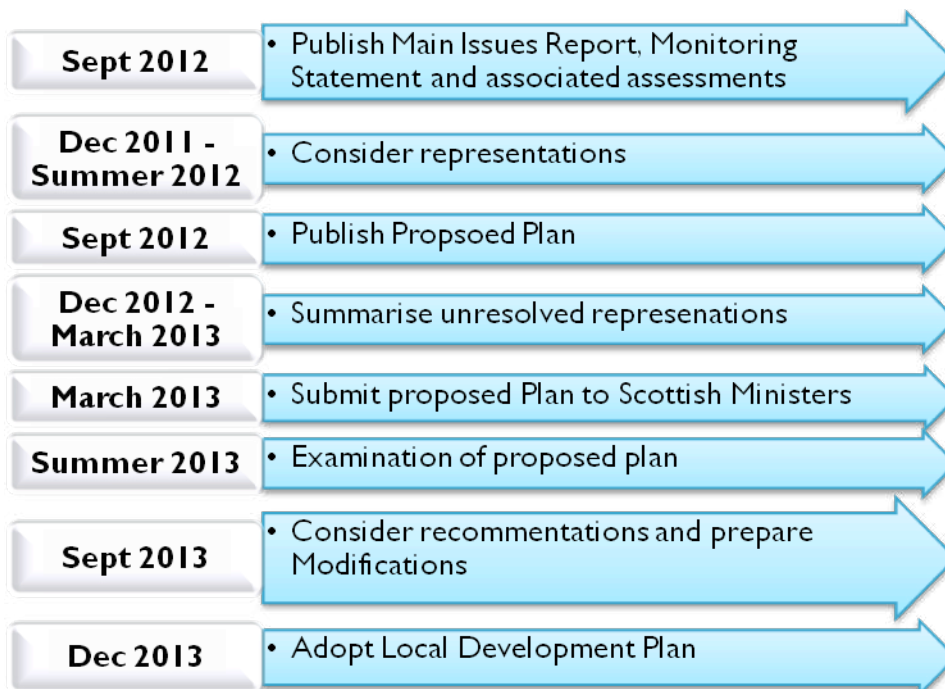 Sept 2012
• Publish Main Issues Report, Monitoring
Statement and associated assessments
Dec 2011 -
Summer 2012
• Consider representations
Sept 2012
• Publish Propsoed Plan
Dec 2012 -
March 2013
• Summarise unresolved represenations
March 2013
• Submit proposed Plan to Scottish Ministers
Summer 2013
• Examination of proposed plan
Sept 2013
• Consider recommentations and prepare
Modifications
Dec 2013
• Adopt Local Development Plan